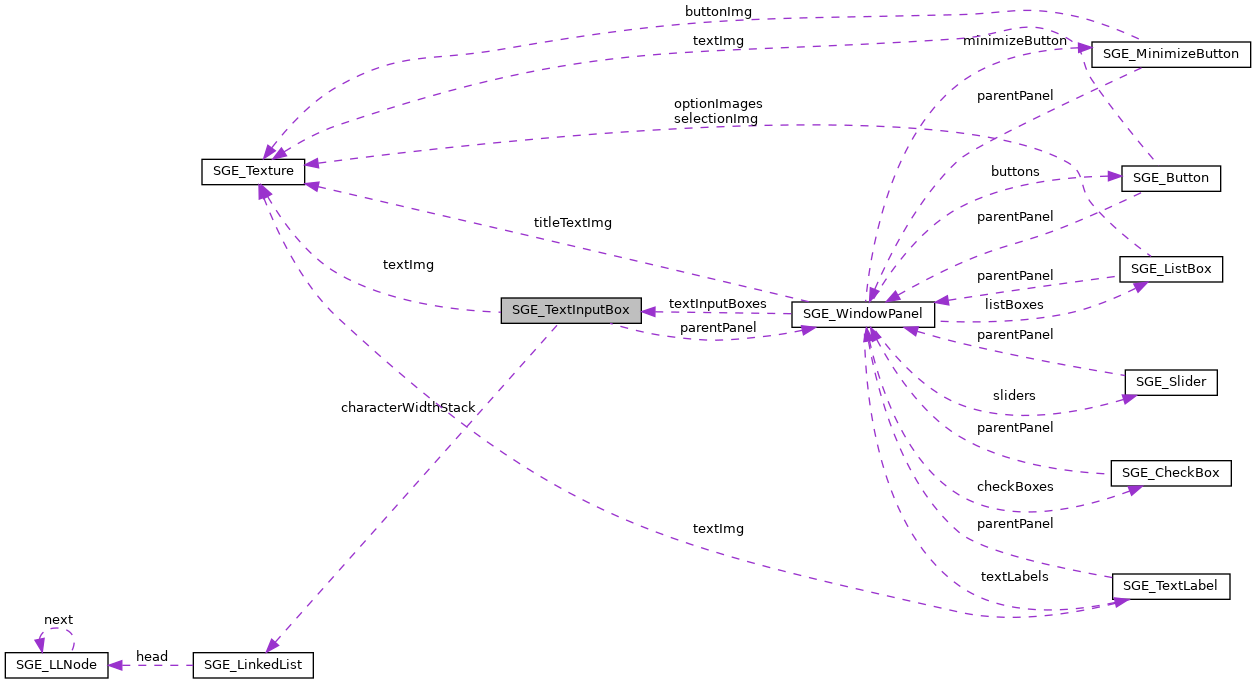 buttonImg
textImg
minimizeButton
SGE_MinimizeButton
parentPanel
optionImages
selectionImg
SGE_Texture
buttons
SGE_Button
parentPanel
titleTextImg
textImg
SGE_ListBox
parentPanel
textInputBoxes
listBoxes
SGE_TextInputBox
SGE_WindowPanel
parentPanel
parentPanel
SGE_Slider
sliders
characterWidthStack
parentPanel
SGE_CheckBox
checkBoxes
parentPanel
textImg
textLabels
SGE_TextLabel
next
head
SGE_LLNode
SGE_LinkedList